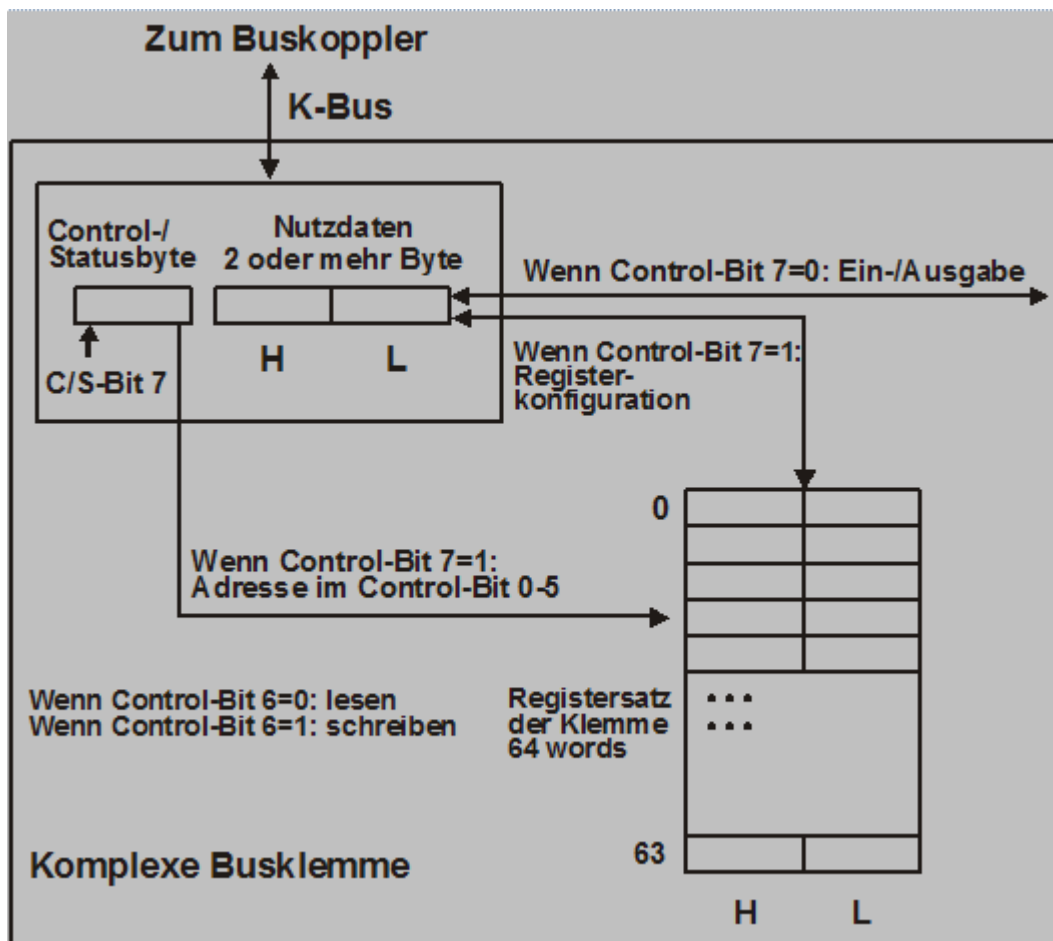 Zum Buskoppler
K-Bus
Control-/
Statusbyte
Nutzdaten
2 oder mehr Byte
Wenn Control-Bit 7=0: Ein-/Ausgabe
H
L
C/S-Bit 7
Wenn Control-Bit 7=1:
Register-
konfiguration
0
Wenn Control-Bit 7=1:
Adresse im Control-Bit 0-5
Wenn Control-Bit 6=0: lesen
Wenn Control-Bit 6=1: schreiben
Registersatz
der Klemme
64 words
63
Komplexe Busklemme
H
L